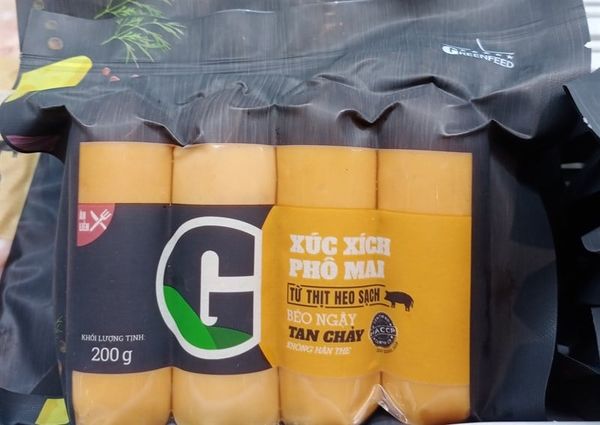 GREENFEED
ĂN
LIỀN
G
XÚC XÍCH
PHÔ MAI
TỪ THỊT HEO SẠCH
BÉO NGẬY
TAN CHẢY
KHÔNG HÀN THE
HACCP
KHỐI LƯỢNG TỊNH:
200 g